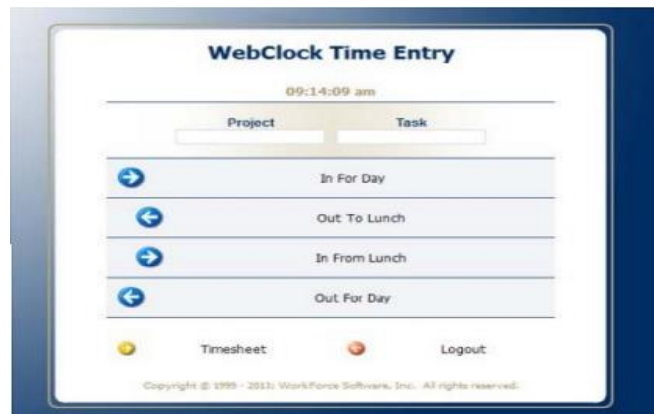 WebClock Time Entry
09:14:09 am
Project Task
In For Day
Out To Lunch
In From Lunch
Out For Day
Timesheet Logout
Copyright © 1999 - 2011; WorkForce Software, Inc. All rights reserved.